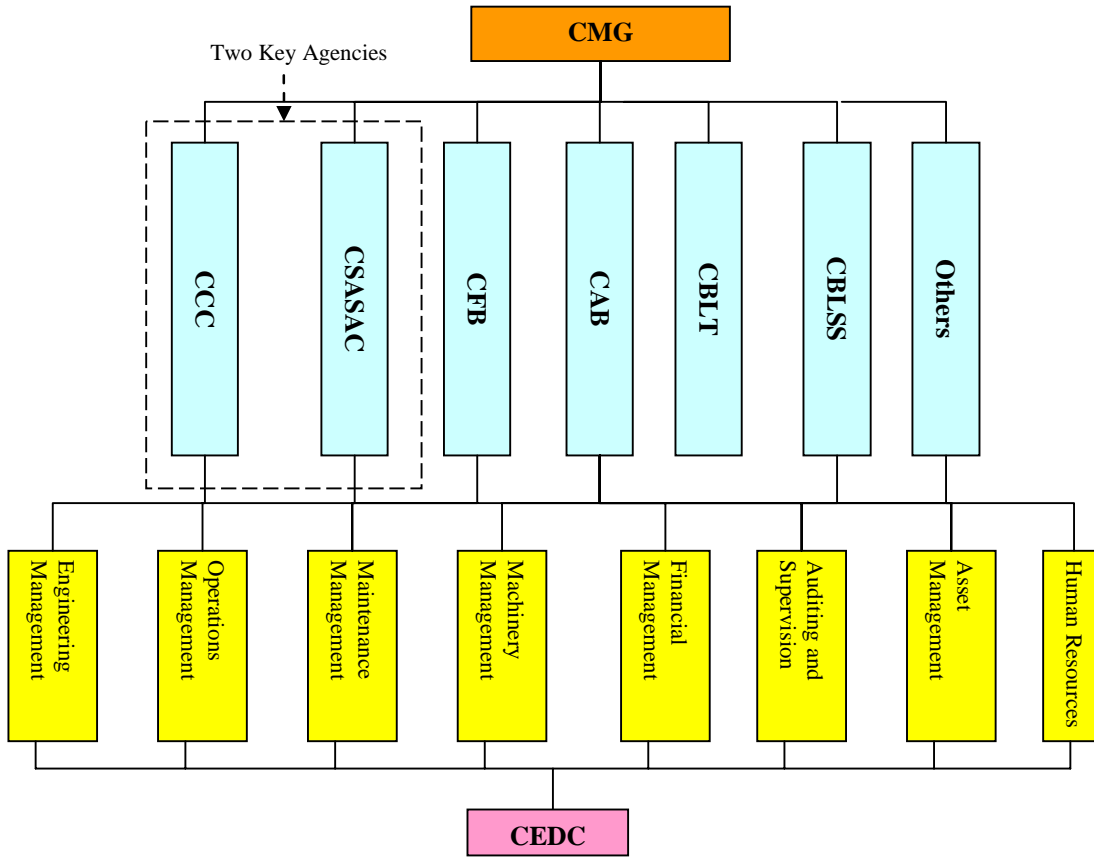 CMG
Two Key Agencies
CCC
CSASAC
CFB
CAB
CBLT
CBLSS
Others
Engineering
Management
Operations
Management
Maintenance
Management
Machinery
Management
Financial
Management
Auditing and
Supervision
Asset
Management
Human Resources
CEDC